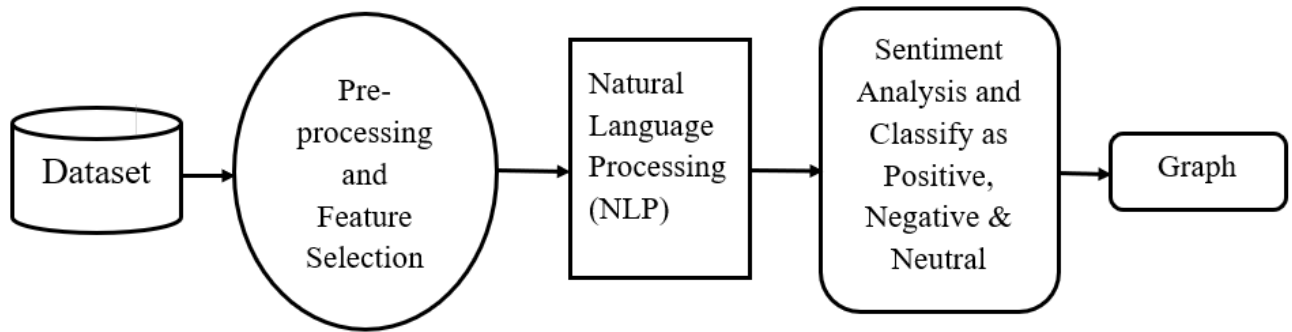 Dataset
Pre-
processing
and
Feature
Selection
Natural
Language
Processing
(NLP)
Sentiment
Analysis and
Classify as
Positive,
Negative &
Neutral
Graph